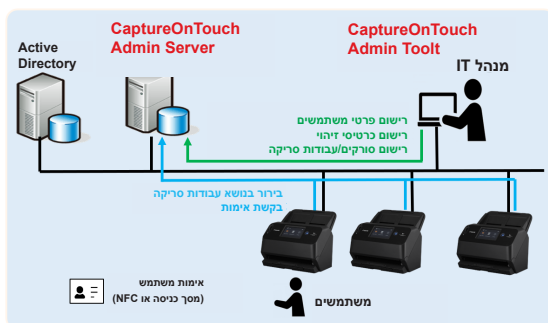 CaptureOnTouch
Admin Server
CaptureOnTouch
Admin Toolt
Active
Directory
מנהל IT
רישום פרטי משתמשים
רישום כרטיסי זיהוי
רישום סורקים/עבודות סריקה
בירור בנושא עבודות סריקה
בקשת אימות
אימות משתמש
(מסך כניסה או NFC)
משתמשים